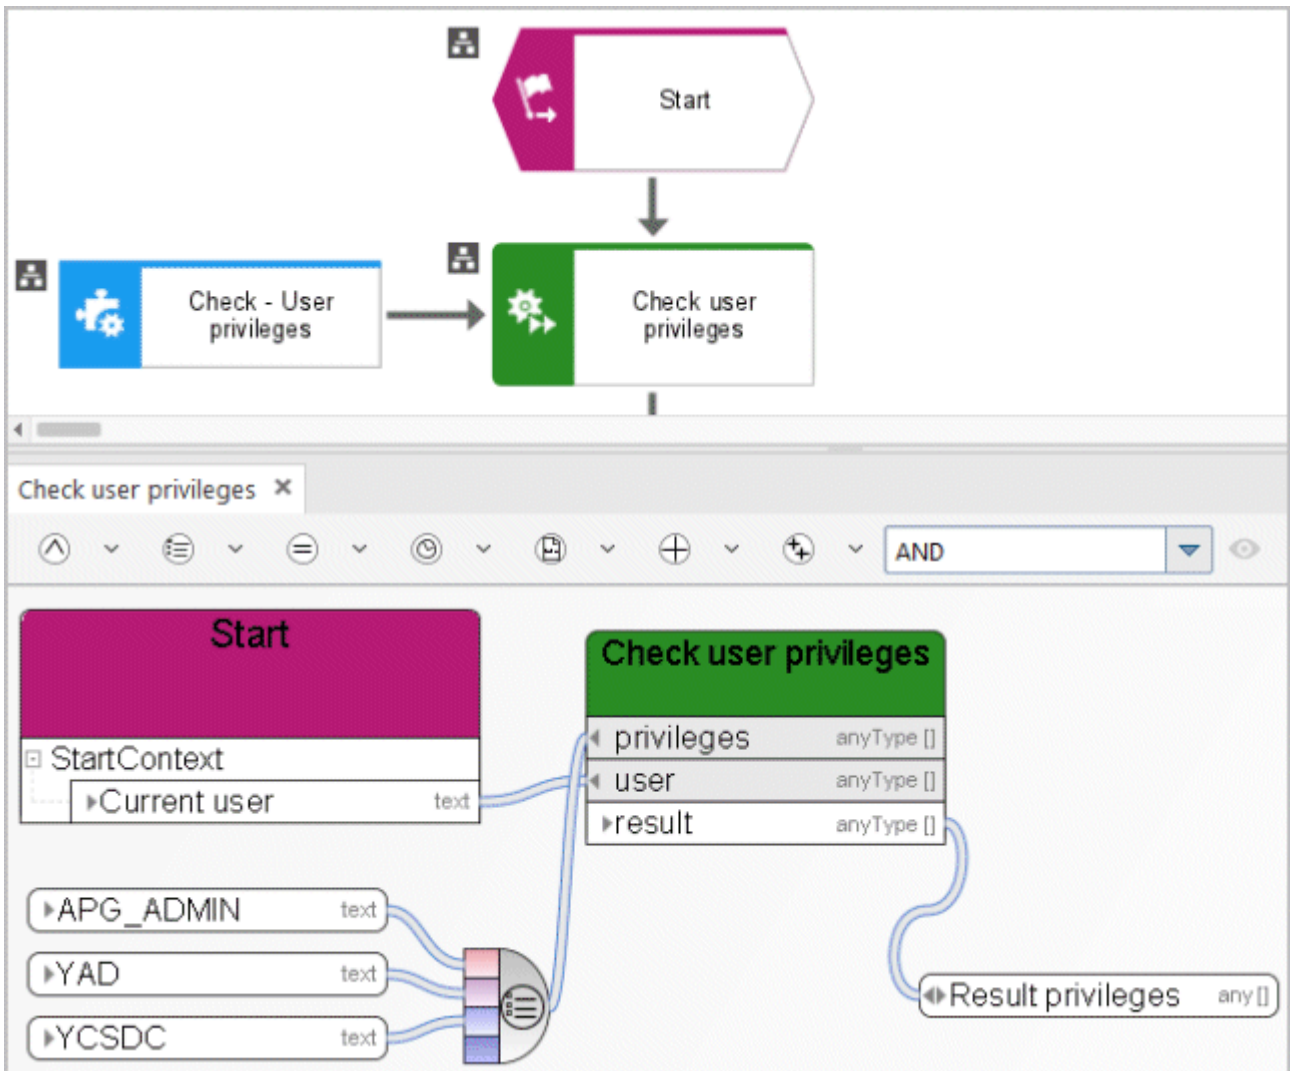 Start
Check - User
privileges
Check user
privileges
Check user privileges
AND
Start
StartContext
Current user text
Check user privileges
privileges anyType []
user anyType []
result anyType []
APG_ADMIN text
YAD text
YCSDC text
Result privileges any []